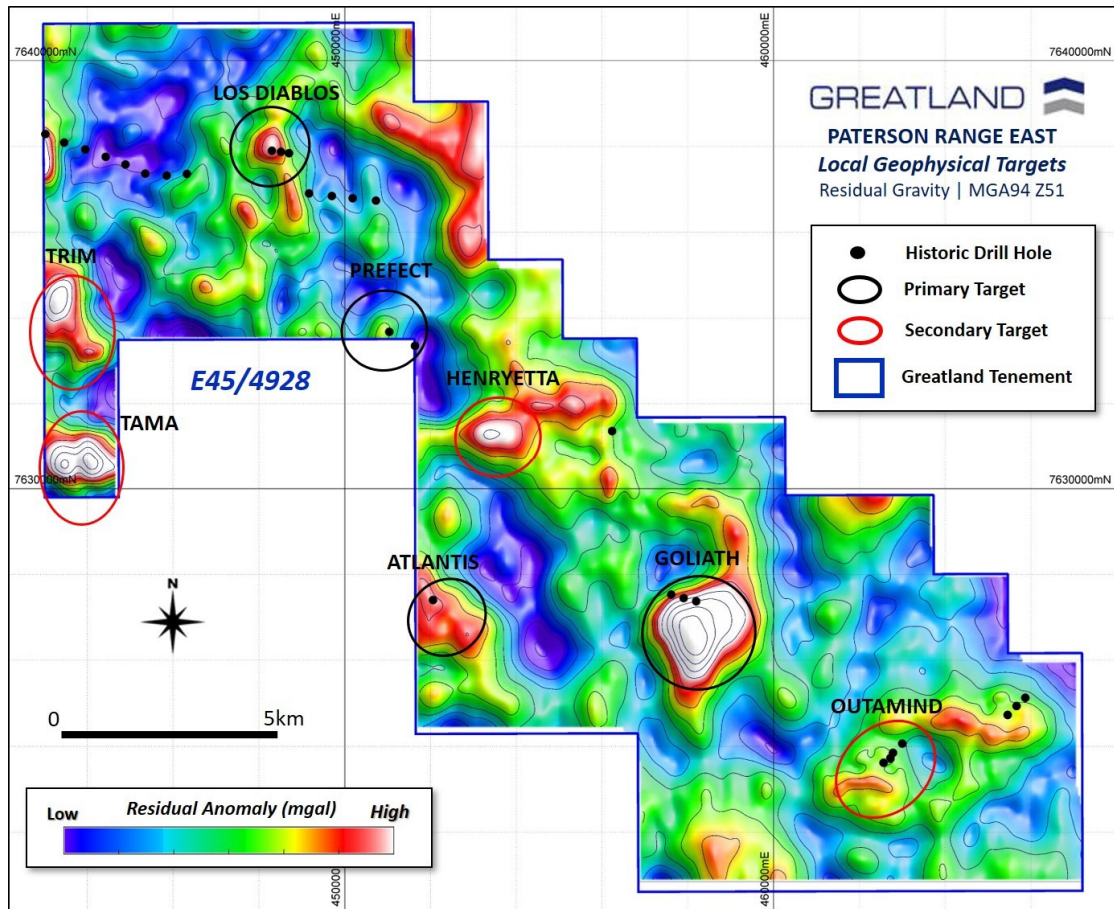 7640000mN
450000mE
460000mE
7640000mN
GREATLAND
PATERSON RANGE EAST
Local Geophysical Targets
Residual Gravity | MGA94 Z51
Historic Drill Hole
Primary Target
Secondary Target
Greatland Tenement
LOS DIABLOS
TRIM
PREFECT
E45/4928
HENRYETTA
TAMA
7630000mN
7630000mN
ATLANTIS
GOLIATH
N
OUTAMIND
0 5km
Low Residual Anomaly (mgal) High
450000mE
460000mE